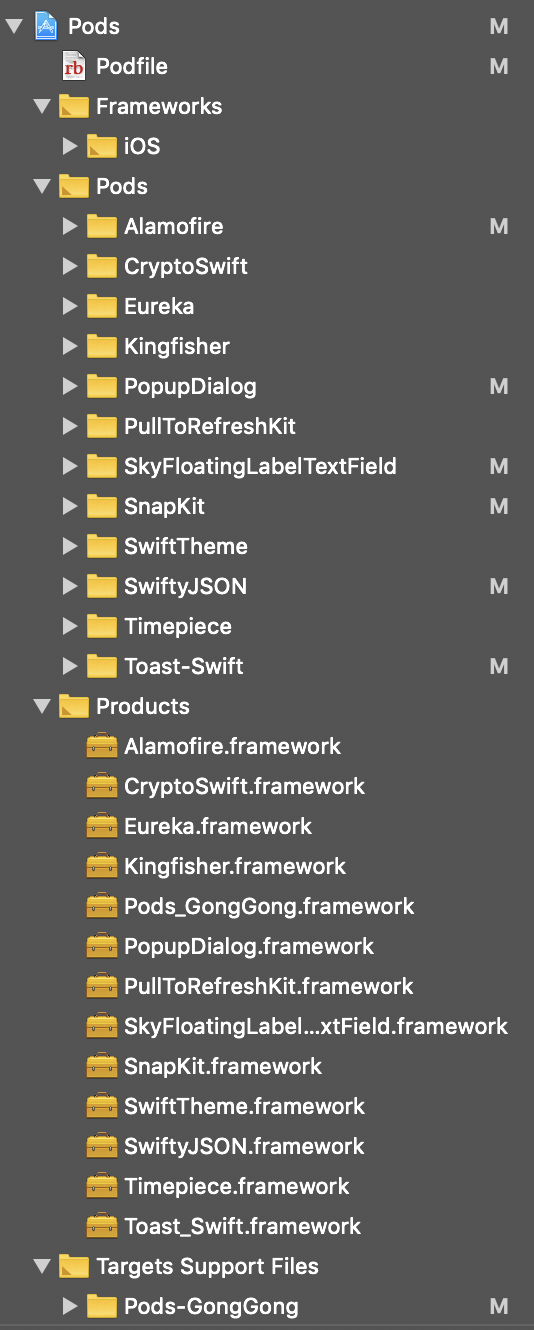 Pods M
rb Podfile M
Frameworks
iOS
Pods
Alamofire M
CryptoSwift
Eureka
Kingfisher
PopupDialog M
PullToRefreshKit
SkyFloatingLabelTextField M
SnapKit M
SwiftTheme
SwiftyJSON M
Timepiece
Toast-Swift M
Products
Alamofire.framework
CryptoSwift.framework
Eureka.framework
Kingfisher.framework
Pods_GongGong.framework
PopupDialog.framework
PullToRefreshKit.framework
SkyFloatingLabel...xtField.framework
SnapKit.framework
SwiftTheme.framework
SwiftyJSON.framework
Timepiece.framework
Toast_Swift.framework
Targets Support Files
Pods-GongGong M